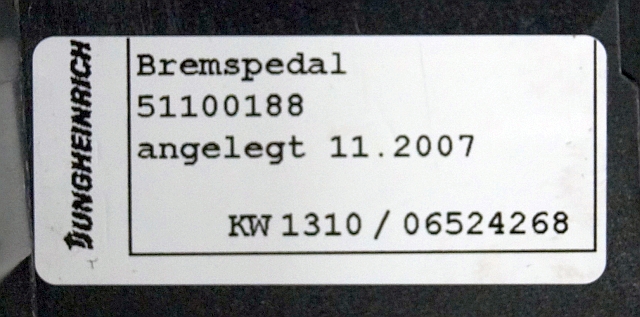 JUNGHEINRICH
Bremspedal
51100188
angelegt 11.2007
KW 1310 / 06524268